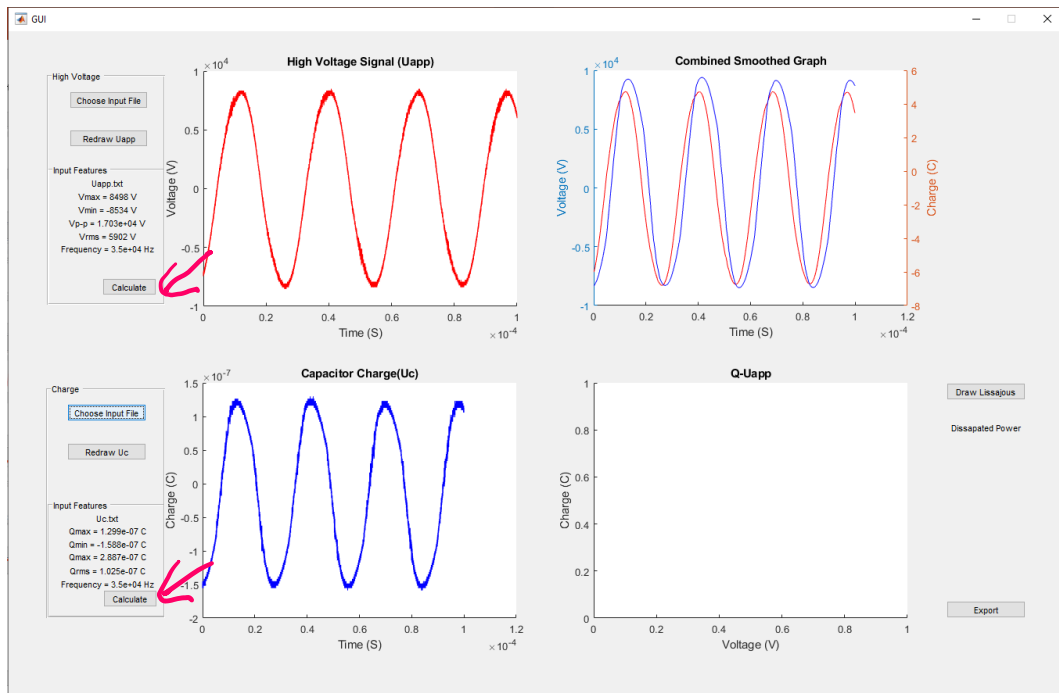 GUI
High Voltage
Choose Input File
Redraw Uapp
Input Features
Uapp.txt
Vmax = 8498 V
Vmin = -8534 V
Vp-p = 1.703e+04 V
Vrms = 5902 V
Frequency = 3.5e+04 Hz
Calculate
High Voltage Signal (Uapp)
×10^4
1
0.5
0
-0.5
-1
Voltage (V)
0 0.2 0.4 0.6 0.8 1
Time (S)
×10^-4
Combined Smoothed Graph
×10^4
1
0.5
0
-0.5
-1
Voltage (V)
6
4
2
0
-2
-4
-6
-8
Charge (C)
0 0.2 0.4 0.6 0.8 1 1.2
Time (S)
×10^-4
Charge
Choose Input File
Redraw Uc
Input Features
Uc.txt
Qmax = 1.299e-07 C
Qmin = -1.588e-07 C
Qmax = 2.887e-07 C
Qrms = 1.025e-07 C
Frequency = 3.5e+04 Hz
Calculate
Capacitor Charge(Uc)
×10^-7
1.5
1
0.5
0
-0.5
-1
-1.5
-2
Charge (C)
0 0.2 0.4 0.6 0.8 1 1.2
Time (S)
×10^-4
Q-Uapp
1
0.8
0.6
0.4
0.2
0
Charge (C)
0 0.2 0.4 0.6 0.8 1
Voltage (V)
Draw Lissajous
Dissapated Power
Export